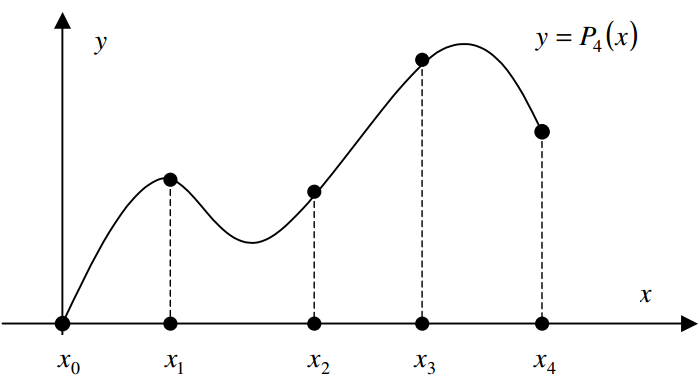 y
y = P₄(x)
x
x₀ x₁ x₂ x₃ x₄